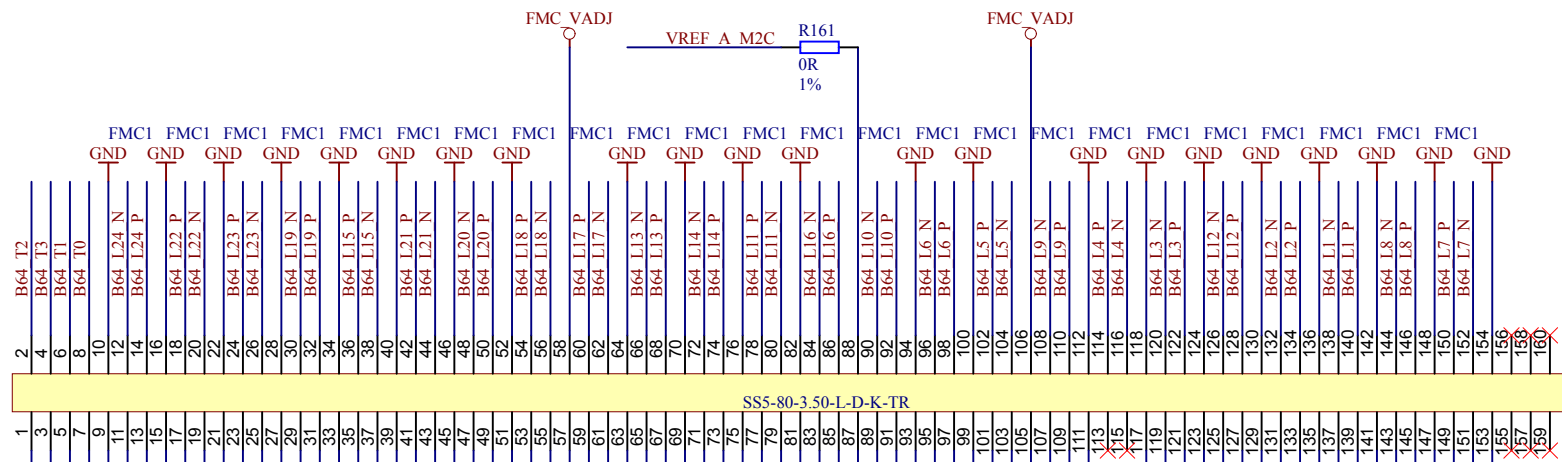 FMC_VADJ FMC_VADJ
VREF_A_M2C R161
0R
1%
FMC1 FMC1 FMC1 FMC1 FMC1 FMC1 FMC1 FMC1 FMC1 FMC1 FMC1 FMC1 FMC1 FMC1 FMC1 FMC1 FMC1 FMC1 FMC1 FMC1 FMC1 FMC1 FMC1 FMC1
GND GND GND GND GND GND GND GND GND GND GND GND GND GND GND GND GND GND GND GND GND GND GND
B64_T2
B64_T3
B64_T1
B64_T0
B64_L24_N
B64_L24_P
B64_L22_P
B64_L22_N
B64_L23_P
B64_L23_N
B64_L19_N
B64_L19_P
B64_L15_P
B64_L15_N
B64_L21_P
B64_L21_N
B64_L20_N
B64_L20_P
B64_L18_P
B64_L18_N
B64_L17_P
B64_L17_N
B64_L13_N
B64_L13_P
B64_L14_N
B64_L14_P
B64_L11_P
B64_L11_N
B64_L16_N
B64_L16_P
B64_L10_N
B64_L10_P
B64_L6_N
B64_L6_P
B64_L5_P
B64_L5_N
B64_L9_N
B64_L9_P
B64_L4_P
B64_L4_N
B64_L3_N
B64_L3_P
B64_L12_N
B64_L12_P
B64_L2_N
B64_L2_P
B64_L1_N
B64_L1_P
B64_L8_N
B64_L8_P
B64_L7_P
B64_L7_N
2 4 6 8 10 12 14 16 18 20 22 24 26 28 30 32 34 36 38 40 42 44 46 48 50 52 54 56 58 60 62 64 66 68 70 72 74 76 78 80 82 84 86 88 90 92 94 96 98 100 102 104 106 108 110 112 114 116 118 120 122 124 126 128 130 132 134 136 138 140 142 144 146 148 150 152 154 156 158 160
SS5-80-3.50-L-D-K-TR
1 3 5 7 9 11 13 15 17 19 21 23 25 27 29 31 33 35 37 39 41 43 45 47 49 51 53 55 57 59 61 63 65 67 69 71 73 75 77 79 81 83 85 87 89 91 93 95 97 99 101 103 105 107 109 111 113 115 117 119 121 123 125 127 129 131 133 135 137 139 141 143 145 147 149 151 153 155 157 159